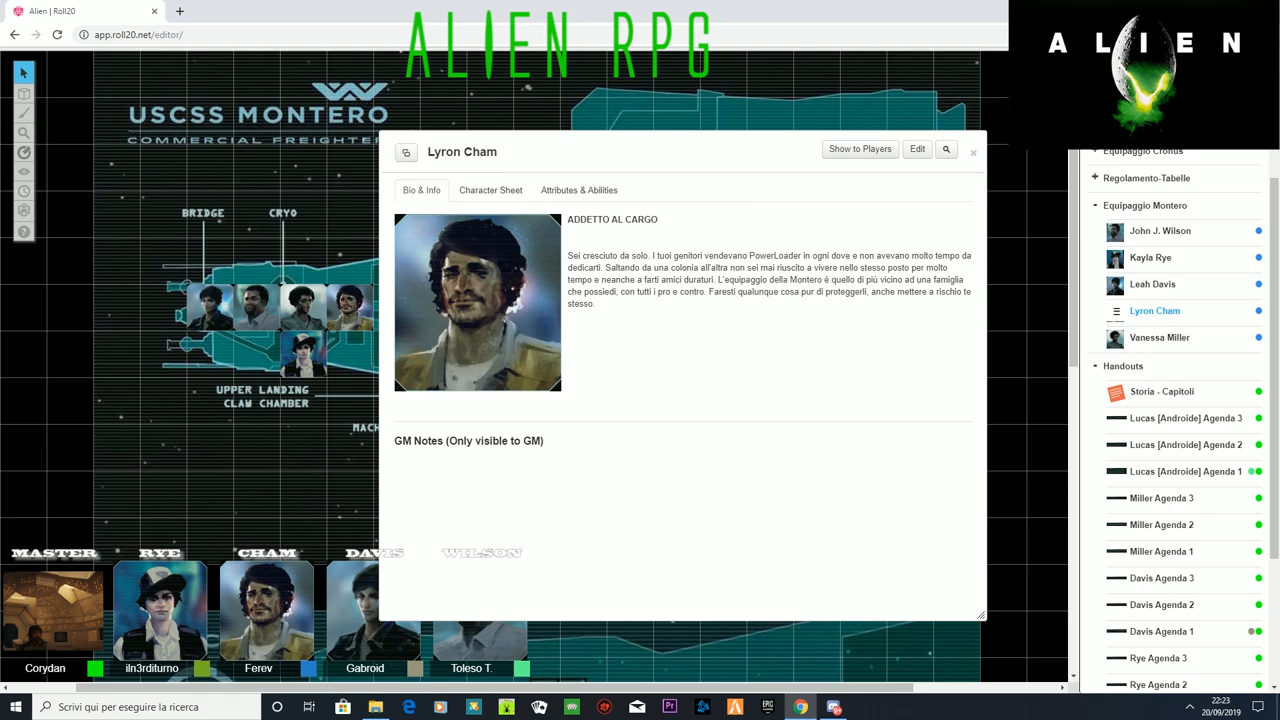 Alien | Roll20
app.roll20.net/editor/
ALIEN RPG
A L I E N
USCSS MONTERO
COMMERCIAL FREIGHTER
BRIDGE
CRYO
UPPER LANDING
CLAW CHAMBER
MACH
Lyron Cham
Show to Players
Edit
Bio & Info
Character Sheet
Attributes & Abilities
ADDETTO AL CARGO
Sei cresciuto da solo. I tuoi genitori vendevano PowerLoader in ogni dove e non avevano molto tempo da
dedicarti. Saltando da una colonia all'altra non sei mai riuscito a vivere nello stesso posto per molto
tempo e neanche a farti amici duraturi. L'equipaggio della Montero è quello di più vicino ad una famiglia
che possiedi, con tutti i pro e contro. Faresti qualunque cosa pur di proteggerli, anche mettere a rischio te
stesso.
GM Notes (Only visible to GM)
Equipaggio Cronus
Regolamento-Tabelle
Equipaggio Montero
John J. Wilson
Kayla Rye
Leah Davis
Lyron Cham
Vanessa Miller
Handouts
Storia - Capitoli
Lucas [Androide] Agenda 3
Lucas [Androide] Agenda 2
Lucas [Androide] Agenda 1
Miller Agenda 3
Miller Agenda 2
Miller Agenda 1
Davis Agenda 3
Davis Agenda 2
Davis Agenda 1
Rye Agenda 3
Rye Agenda 2
MASTER
RYE
CHAM
DAVIS
WILSON
Corydan
iln3rditurno
Ferev
Gabroid
Toleso T.
Scrivi qui per eseguire la ricerca
22:23
20/09/2019